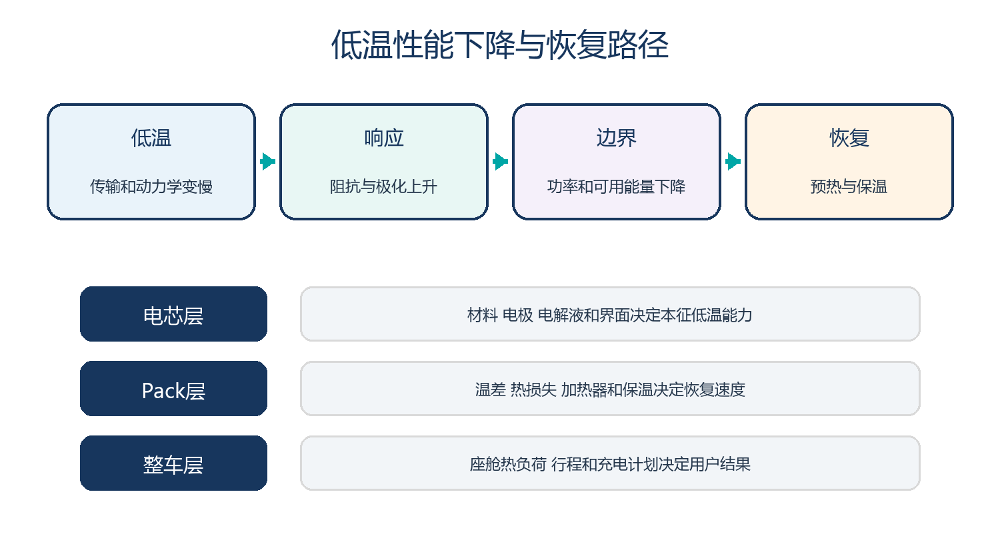 低温性能下降与恢复路径
低温
传输和动力学变慢
响应
阻抗与极化上升
边界
功率和可用能量下降
恢复
预热与保温
电芯层
材料 电极 电解液和界面决定本征低温能力
Pack层
温差 热损失 加热器和保温决定恢复速度
整车层
座舱热负荷 行程和充电计划决定用户结果